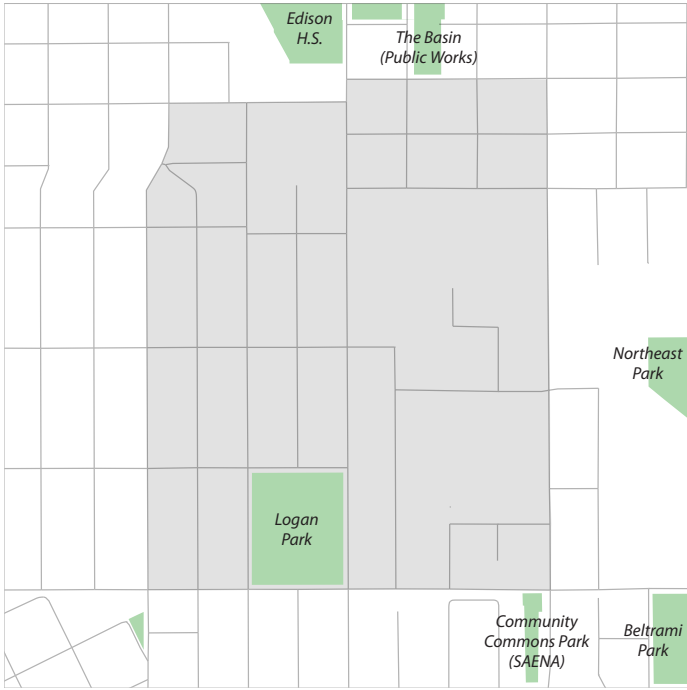 Edison
H.S.
The Basin
(Public Works)
Northeast
Park
Logan
Park
Community
Commons Park
(SAENA)
Beltrami
Park